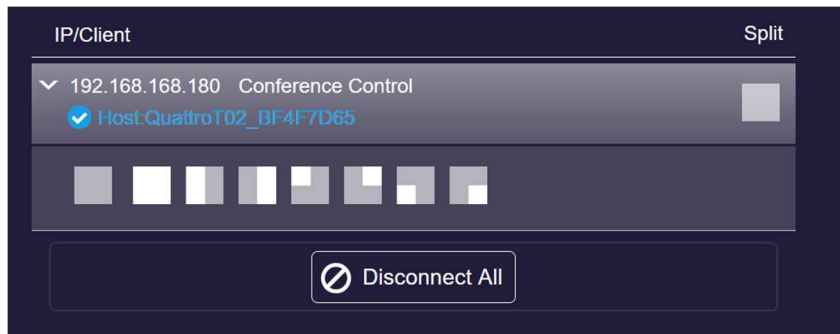 IP/Client Split
192.168.168.180 Conference Control
Host:QuattroT02_BF4F7D65
Disconnect All